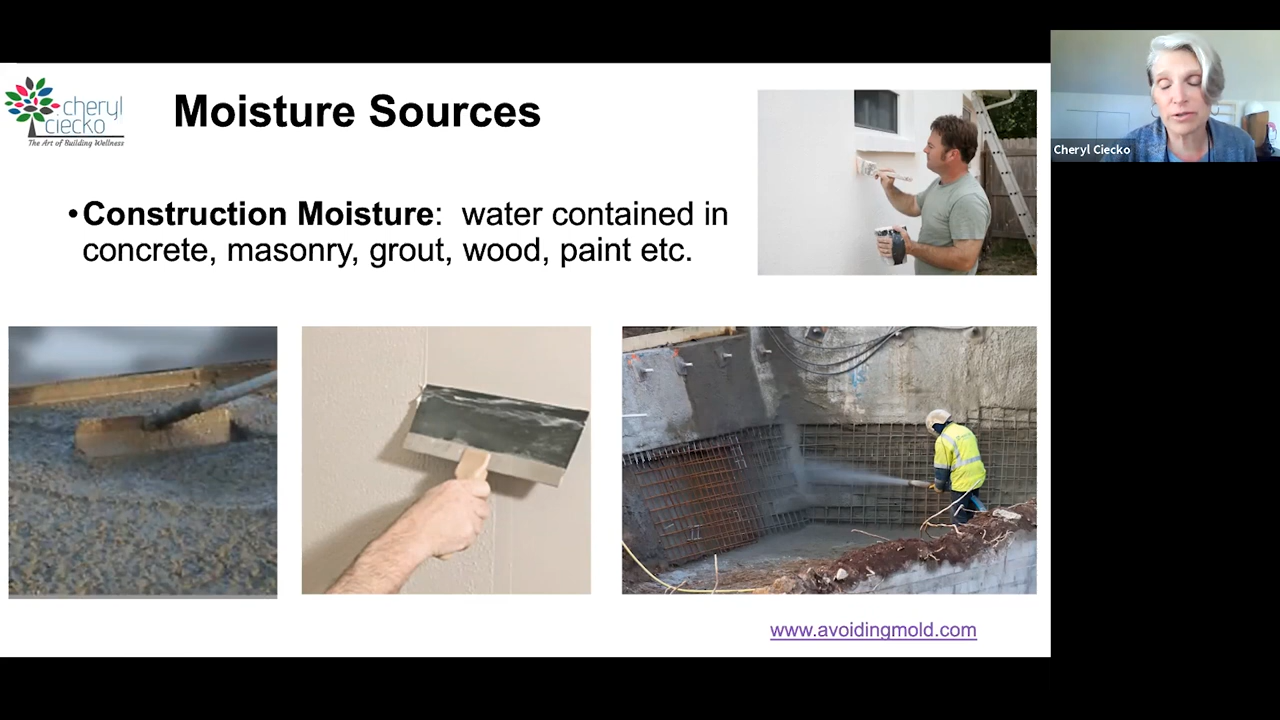 cheryl
ciecko
The Art of Building Wellness
Moisture Sources
•Construction Moisture: water contained in
concrete, masonry, grout, wood, paint etc.
www.avoidingmold.com
Cheryl Ciecko